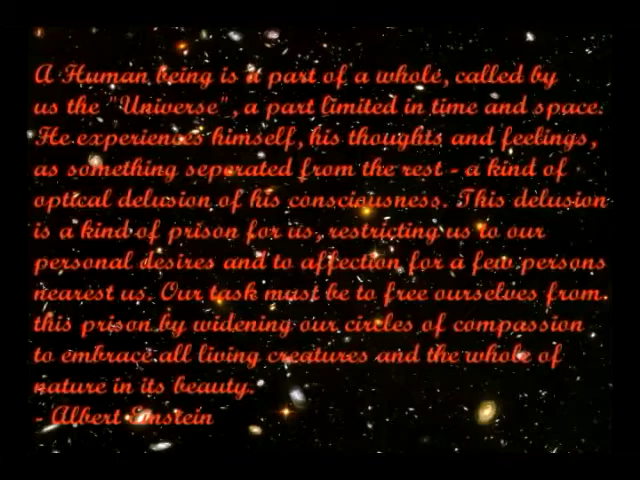 A Human being is a part of a whole, called by
us the "Universe", a part limited in time and space.
He experiences himself, his thoughts and feelings,
as something seperated from the rest - a kind of
optical delusion of his consciousness. This delusion
is a kind of prison for us, restricting us to our
personal desires and to affection for a few persons
nearest us. Our task must be to free ourselves from
this prison by widening our circles of compassion
to embrace all living creatures and the whole of
nature in its beauty.
- Albert Einstein